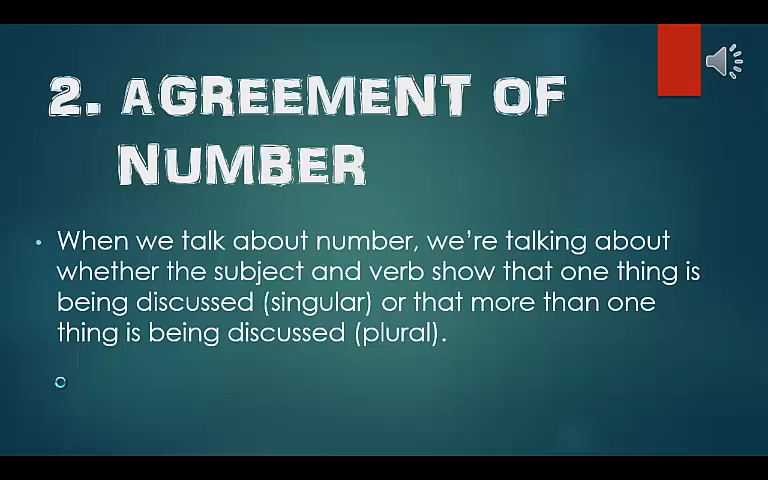 2. AGREEMENT OF
NUMBER
• When we talk about number, we’re talking about
whether the subject and verb show that one thing is
being discussed (singular) or that more than one
thing is being discussed (plural).